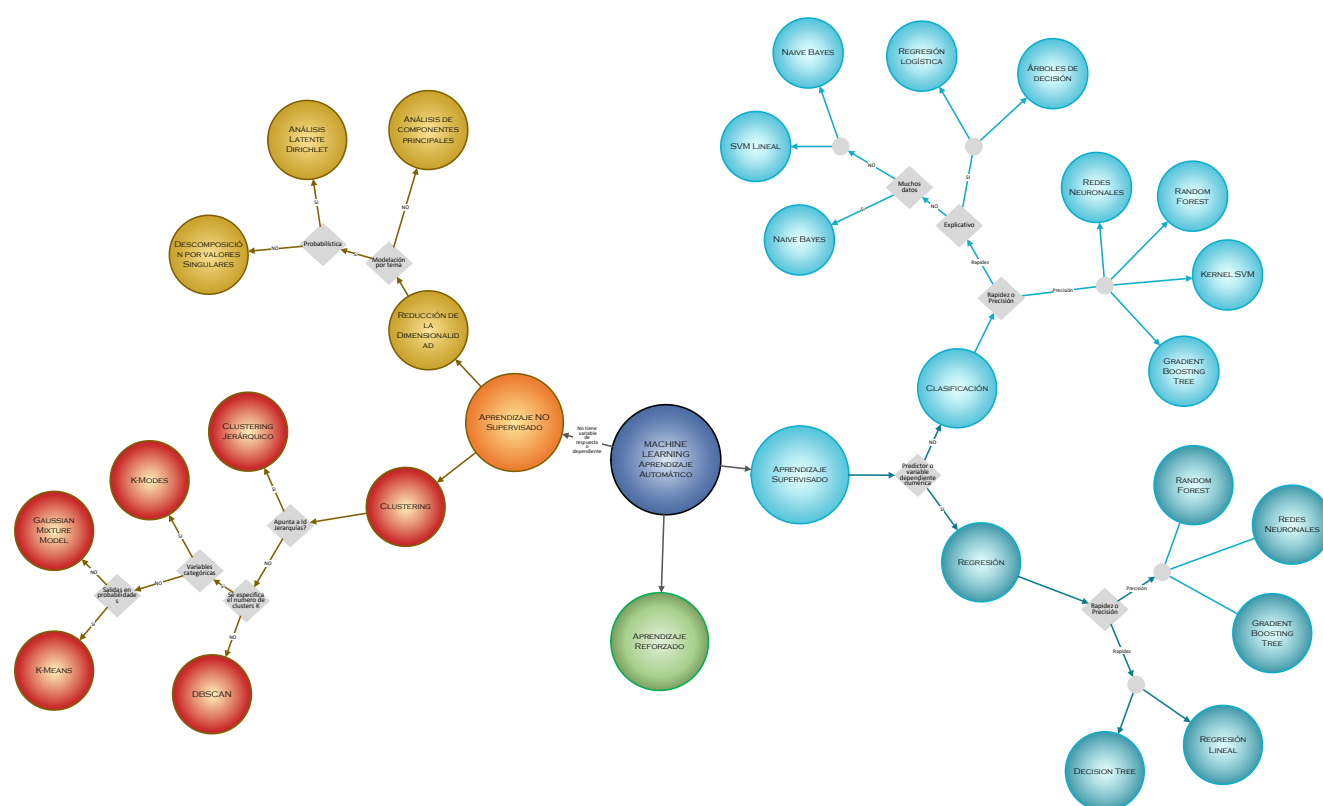 NAIVE BAYES
REGRESIÓN
LOGÍSTICA
ÁRBOLES DE
DECISIÓN
SVM LINEAL
NO
Muchos
datos
SI
NO
Explicativo
NAIVE BAYES
Rapidez
REDES
NEURONALES
RANDOM
FOREST
KERNEL SVM
GRADIENT
BOOSTING
TREE
Rapidez o
Precisión
Precisión
CLASIFICACIÓN
ANÁLISIS
LATENTE
DIRICHLET
ANÁLISIS DE
COMPONENTES
PRINCIPALES
SI
NO
DESCOMPOSICIÓ
N POR VALORES
SINGULARES
NO
Probabilística
Modelación
por tema
REDUCCIÓN DE
LA
DIMENSIONALID
AD
APRENDIZAJE NO
SUPERVISADO
No tiene
variable
de
respuesta o
dependiente
MACHINE
LEARNING
APRENDIZAJE
AUTOMÁTICO
APRENDIZAJE
SUPERVISADO
NO
Predictor o
variable
dependiente
numérica
SI
REGRESIÓN
RANDOM
FOREST
REDES
NEURONALES
GRADIENT
BOOSTING
TREE
Precisión
Rapidez o
Precisión
Rapidez
REGRESIÓN
LINEAL
DECISION TREE
APRENDIZAJE
REFORZADO
CLUSTERING
JERÁRQUICO
K-MODES
CLUSTERING
SI
Apunta a Id
Jerarquías?
GAUSSIAN
MIXTURE
MODEL
SI
NO
Variables
categóricas
NO
NO
SI
Salidas en
probabilidade
s
Se especifica
el numero de
clusters K
SI
NO
K-MEANS
DBSCAN